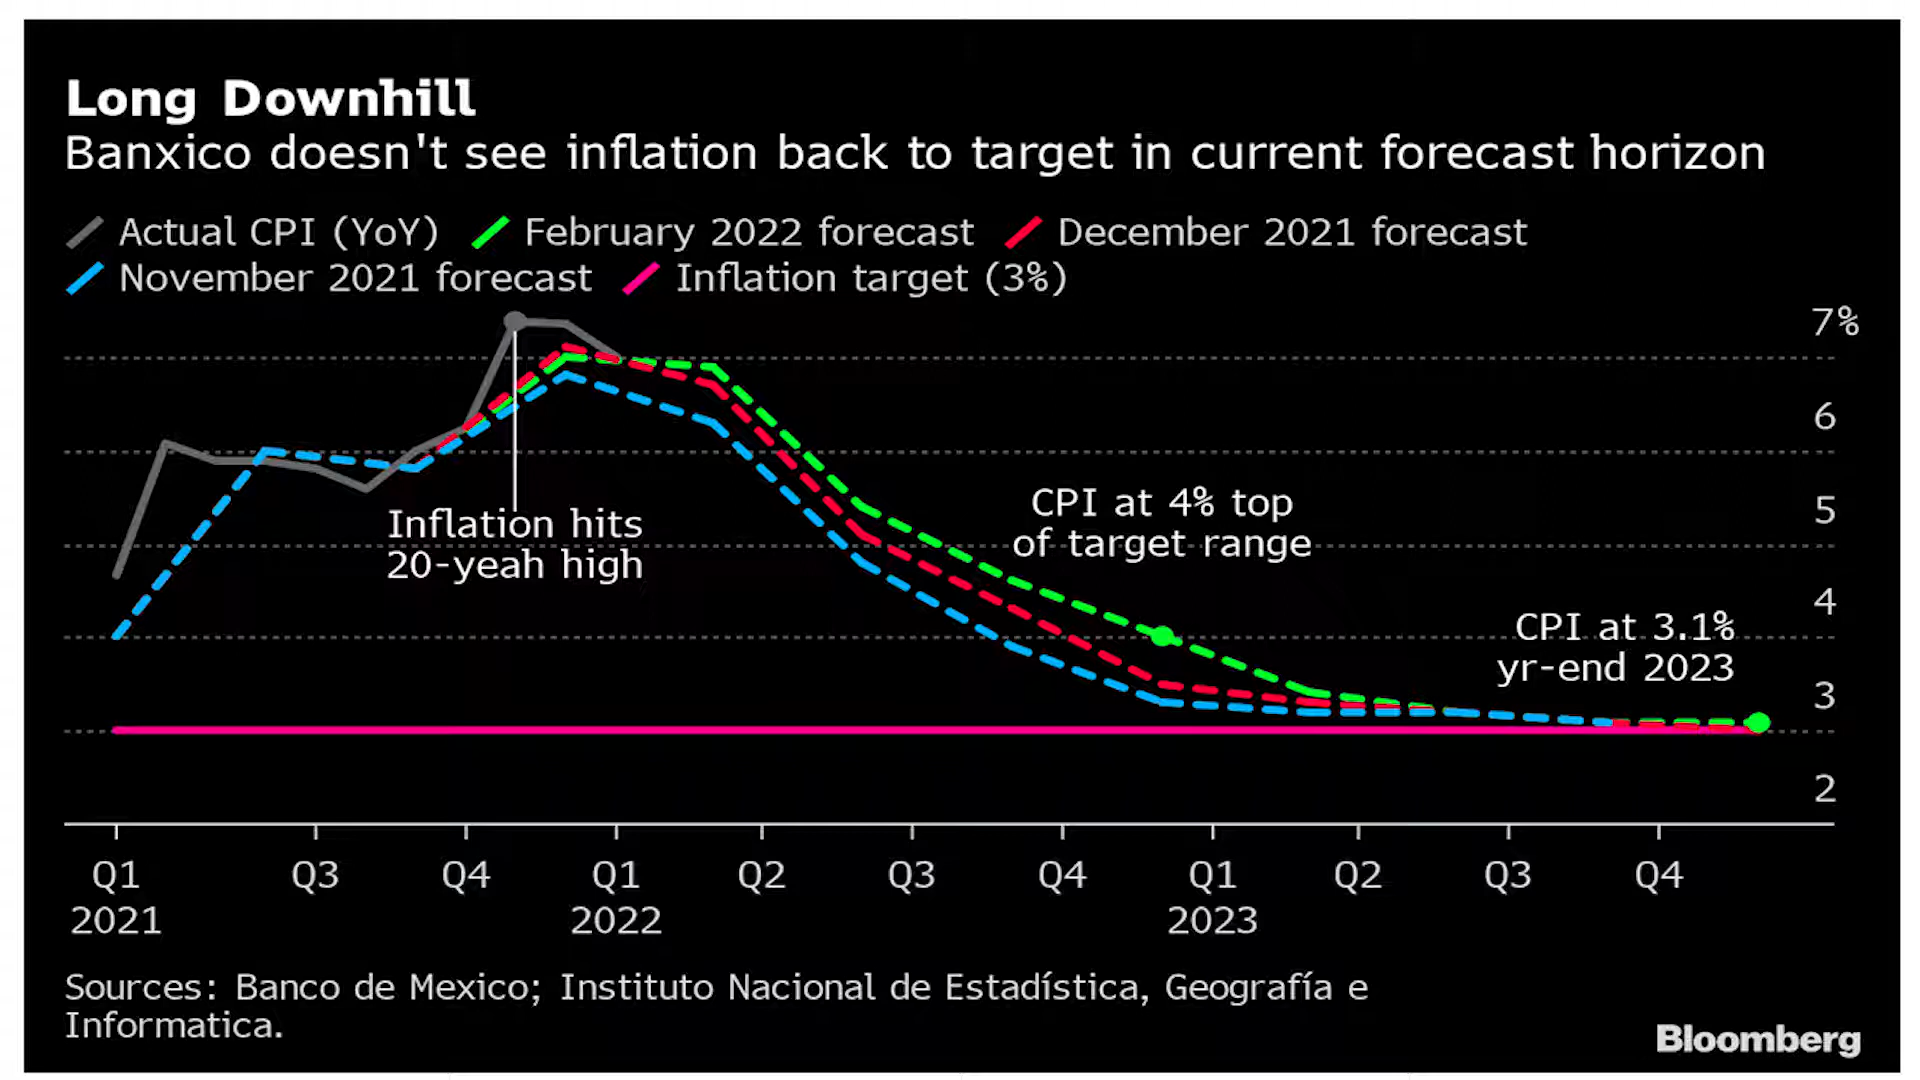 Long Downhill
Banxico doesn't see inflation back to target in current forecast horizon
Actual CPI (YoY) February 2022 forecast December 2021 forecast
November 2021 forecast Inflation target (3%)
7%
6
CPI at 4% top
of target range
Inflation hits
20-yeah high
5
4
CPI at 3.1%
yr-end 2023
3
2
Q1 Q3 Q4 Q1 Q2 Q3 Q4 Q1 Q2 Q3 Q4
2021 2022 2023
Sources: Banco de Mexico; Instituto Nacional de Estadística, Geografía e
Informatica.
Bloomberg